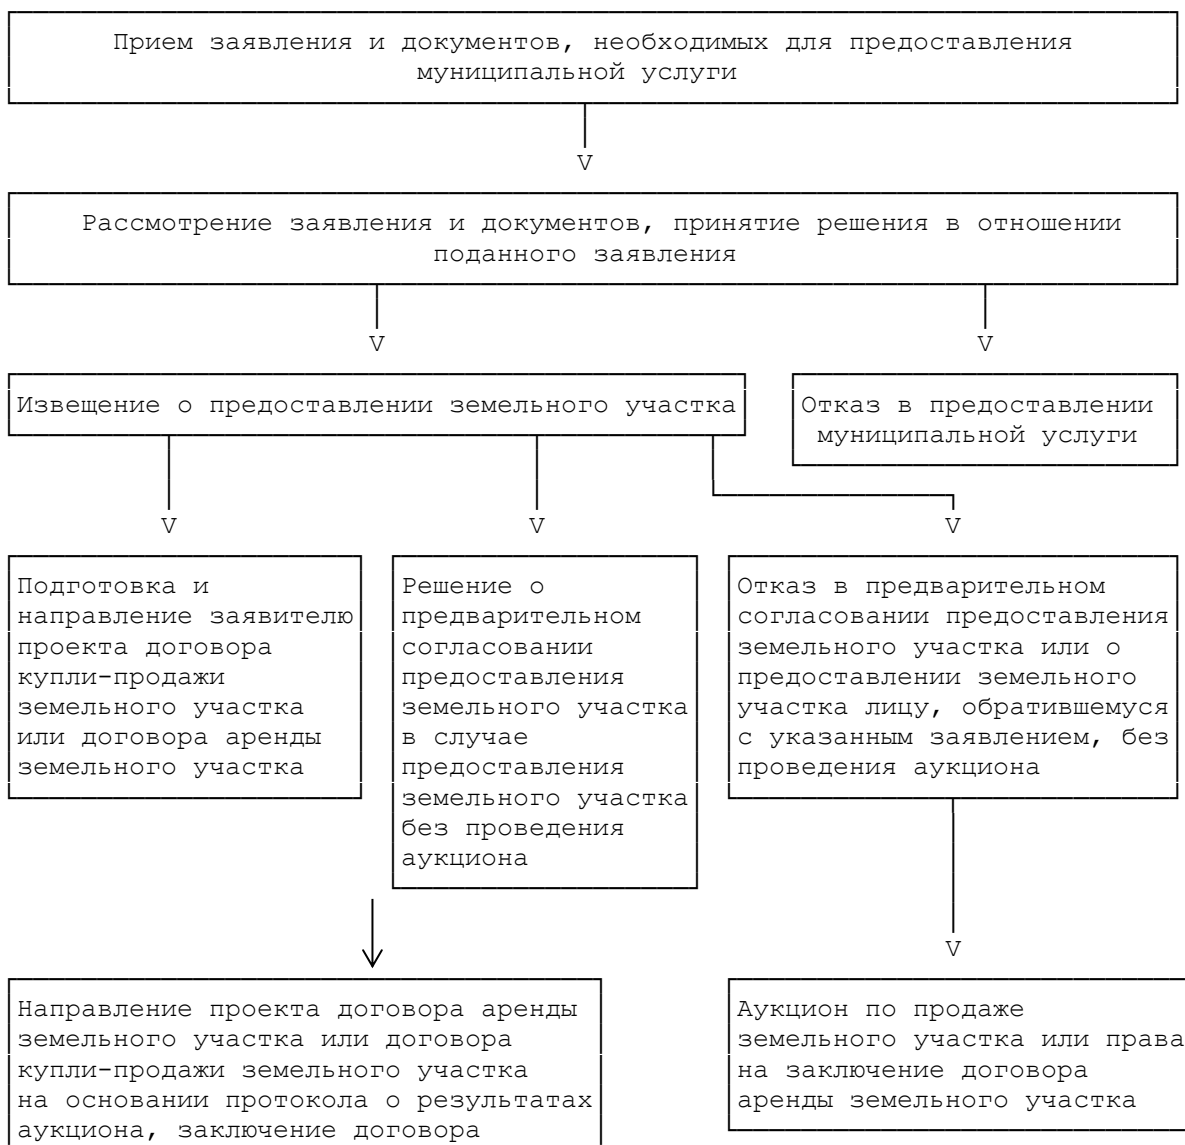 Прием заявления и документов, необходимых для предоставления
муниципальной услуги
V
Рассмотрение заявления и документов, принятие решения в отношении
поданного заявления
V
V
Извещение о предоставлении земельного участка
Отказ в предоставлении
муниципальной услуги
V
V
V
Подготовка и
направление заявителю
проекта договора
купли-продажи
земельного участка
или договора аренды
земельного участка
Решение о
предварительном
согласовании
предоставления
земельного участка
в случае
предоставления
земельного участка
без проведения
аукциона
Отказ в предварительном
согласовании предоставления
земельного участка или о
предоставлении земельного
участка лицу, обратившемуся
с указанным заявлением, без
проведения аукциона
V
Направление проекта договора аренды
земельного участка или договора
купли-продажи земельного участка
на основании протокола о результатах
аукциона, заключение договора
Аукцион по продаже
земельного участка или права
на заключение договора
аренды земельного участка